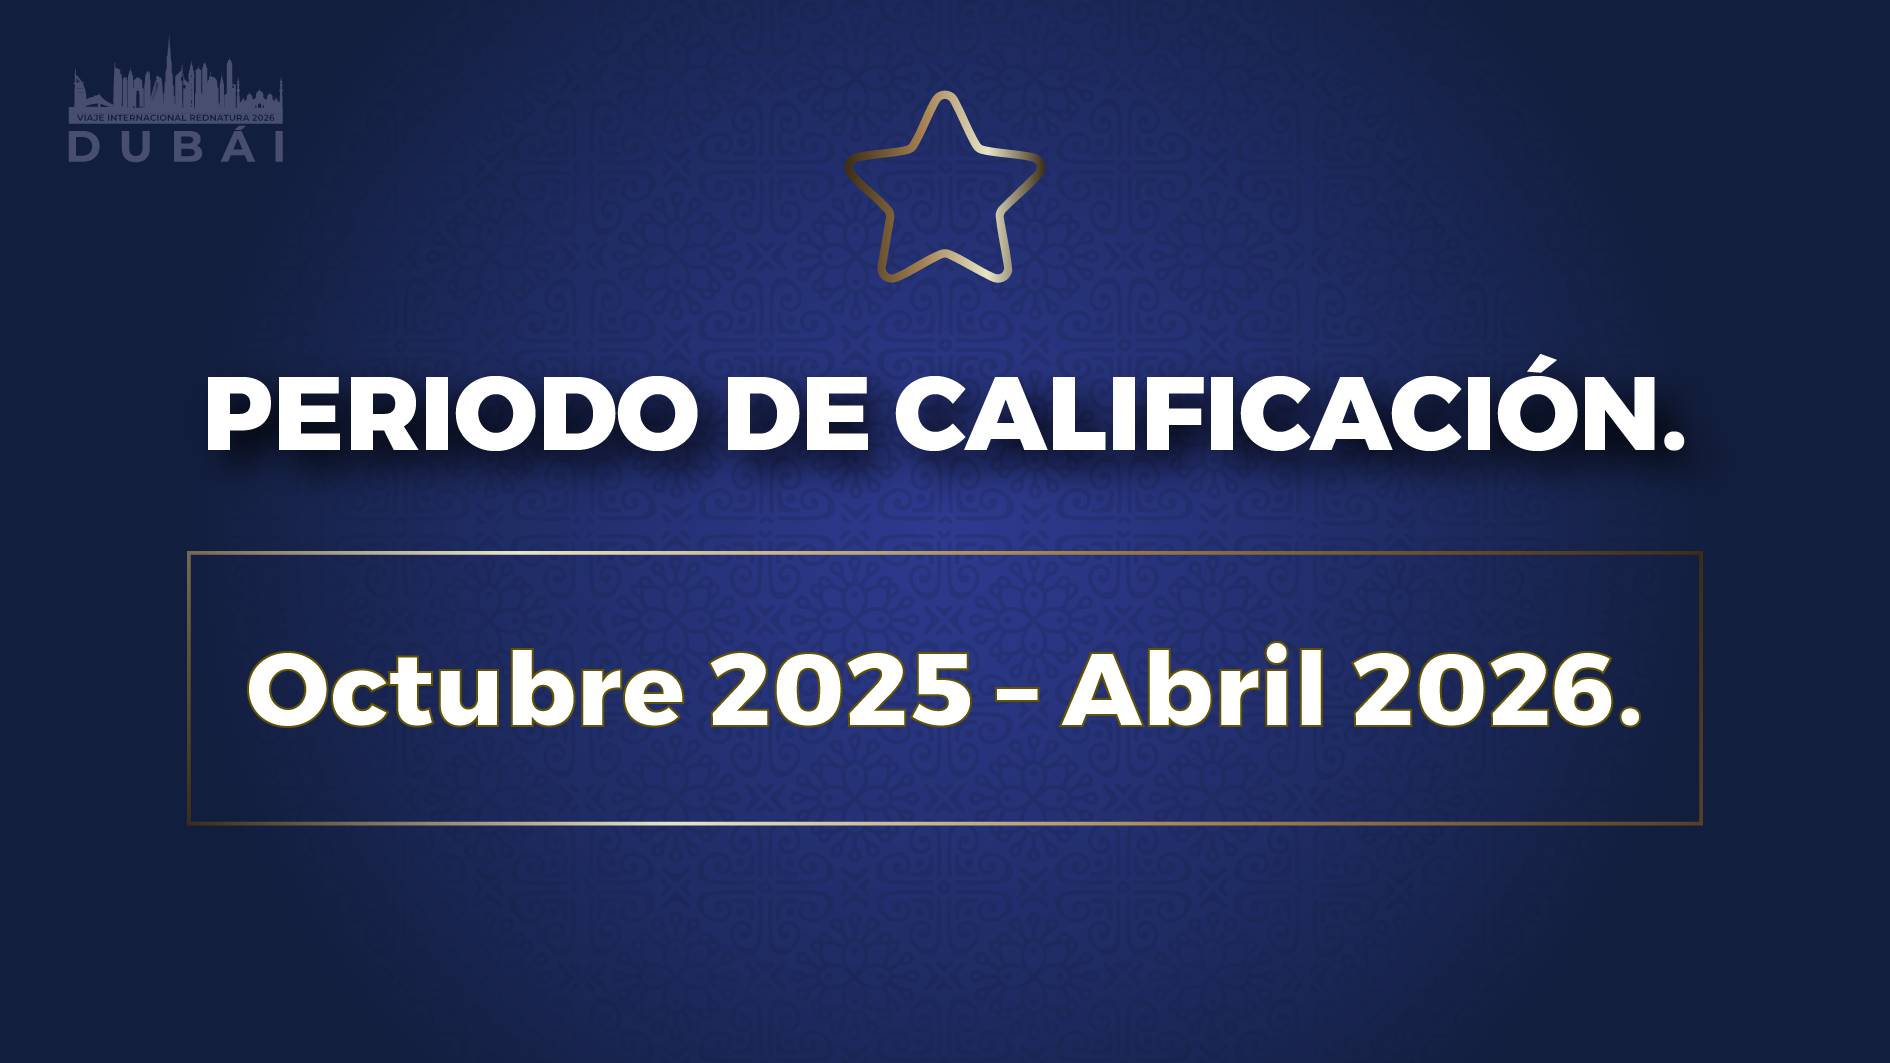 VIAJE INTERNACIONAL REDNATURA 2026
DUBÁI
PERIODO DE CALIFICACIÓN.
Octubre 2025 – Abril 2026.